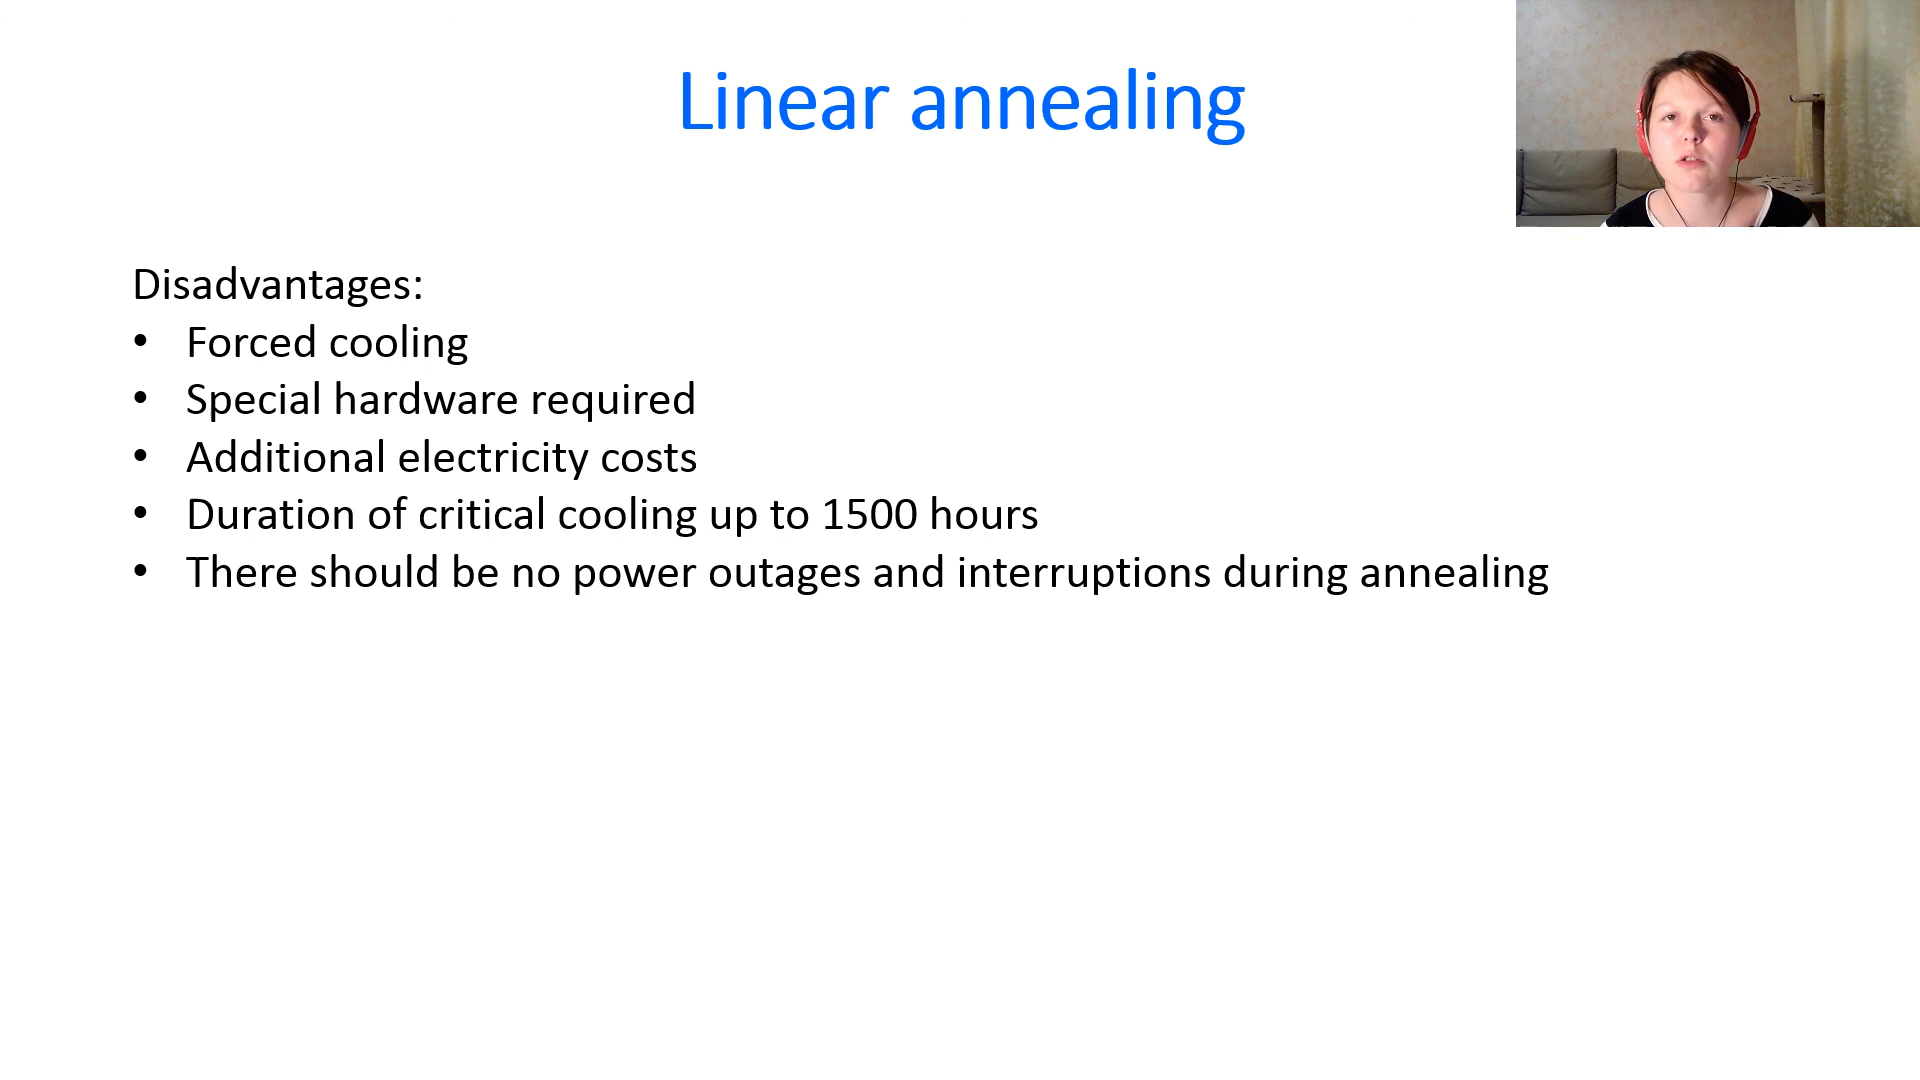 Linear annealing
Disadvantages:
• Forced cooling
• Special hardware required
• Additional electricity costs
• Duration of critical cooling up to 1500 hours
• There should be no power outages and interruptions during annealing